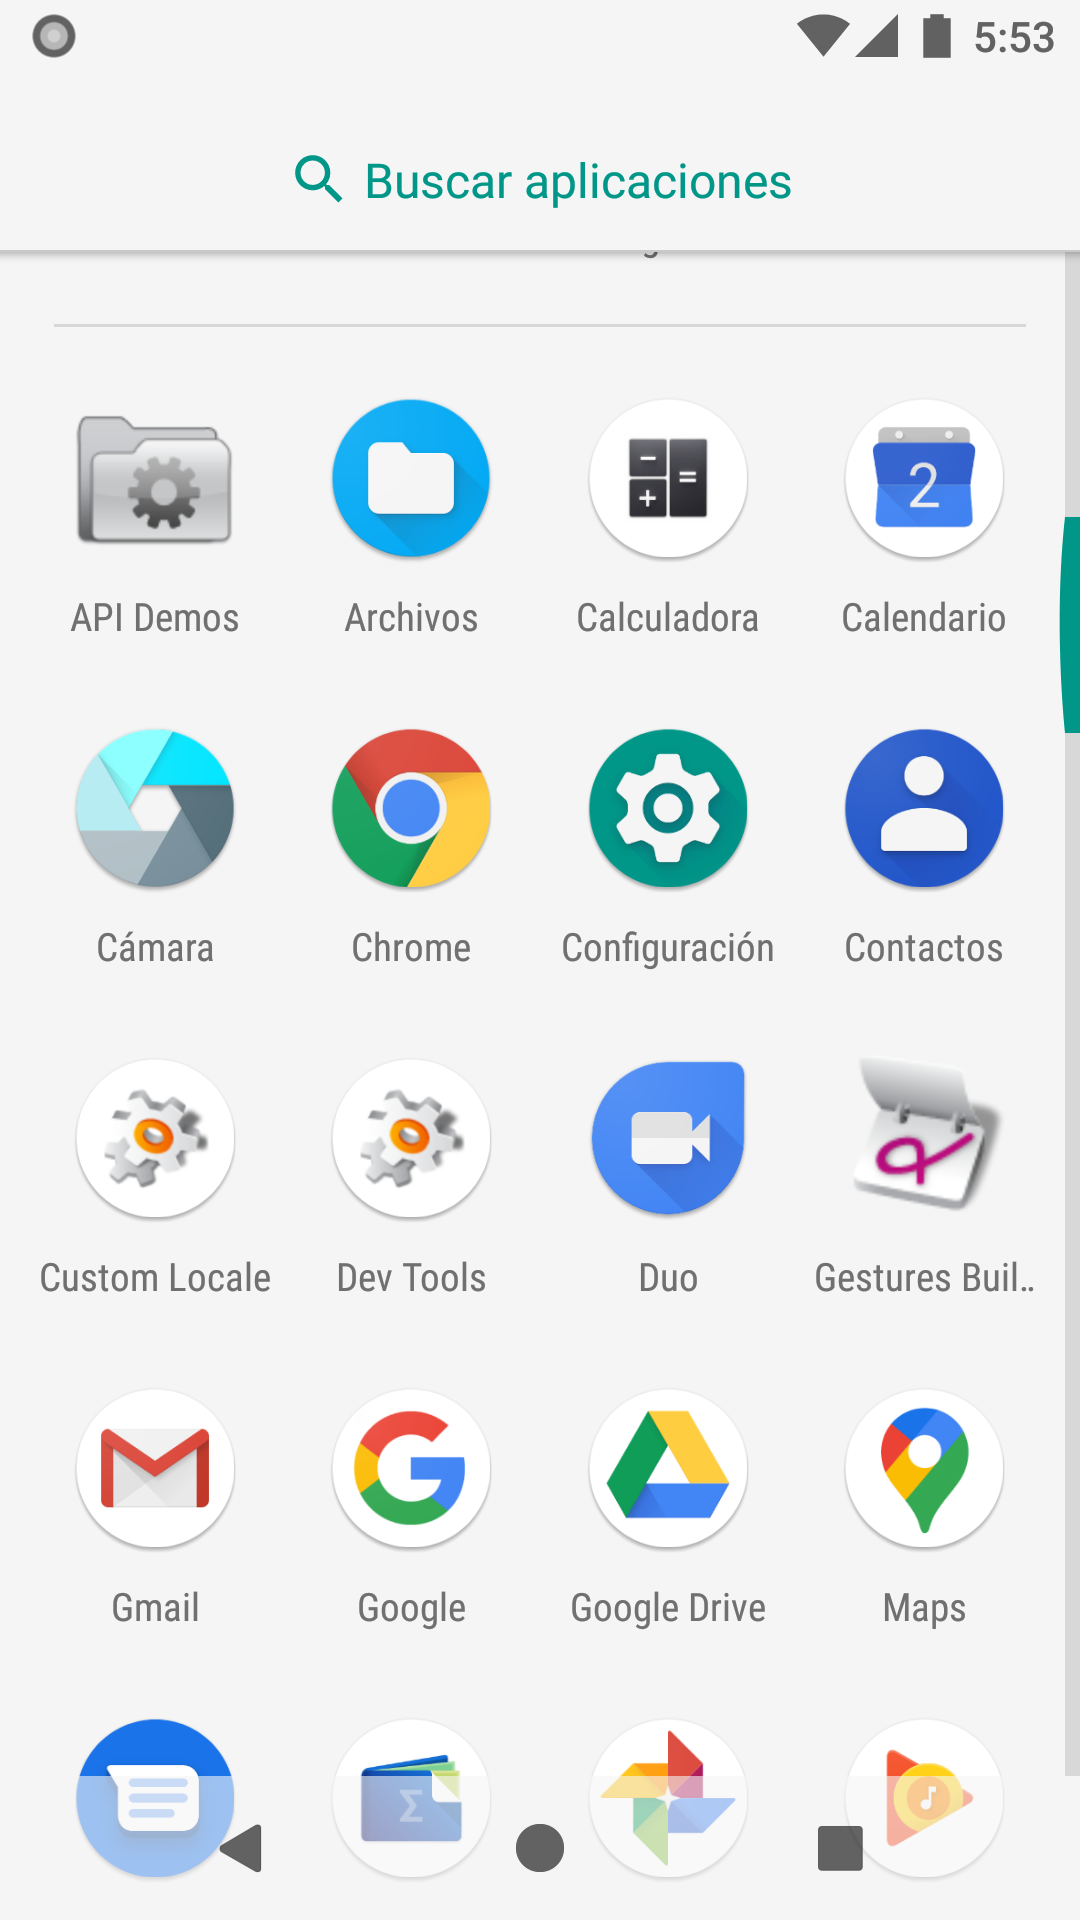 5:53
Buscar aplicaciones
2
API Demos
Archivos
Calculadora
Calendario
Cámara
Chrome
Configuración
Contactos
Custom Locale
Dev Tools
Duo
Gestures Buil..
Gmail
Google
Google Drive
Maps